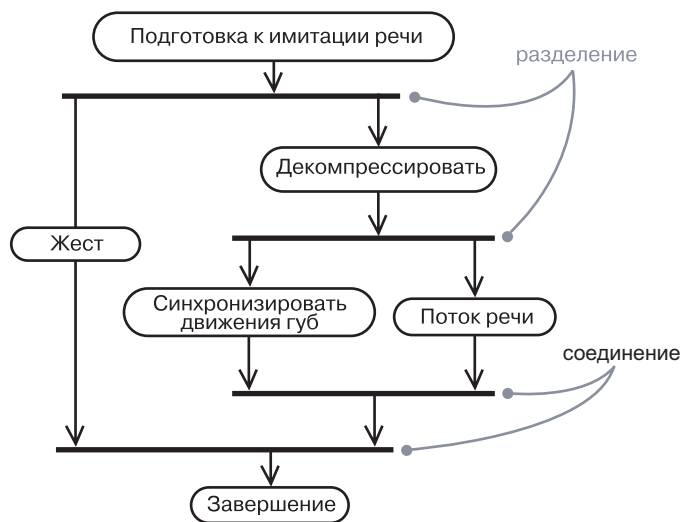 Подготовка к имитации речи
разделение
Декомпрессировать
Жест
Синхронизировать
движения губ
Поток речи
соединение
Завершение